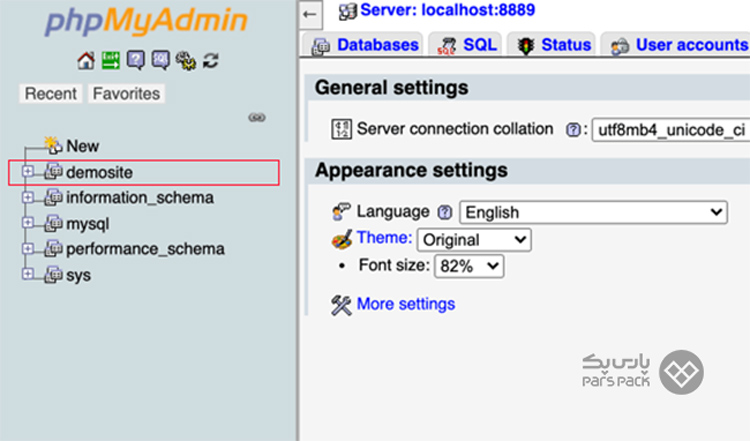 phpMyAdmin
Recent Favorites
New
demosite
information_schema
mysql
performance_schema
sys
Server: localhost:8889
Databases SQL Status User accounts
General settings
Server connection collation : utf8mb4_unicode_ci
Appearance settings
Language English
Theme: Original
• Font size: 82%
More settings
پارس‌پک
PARS PACK